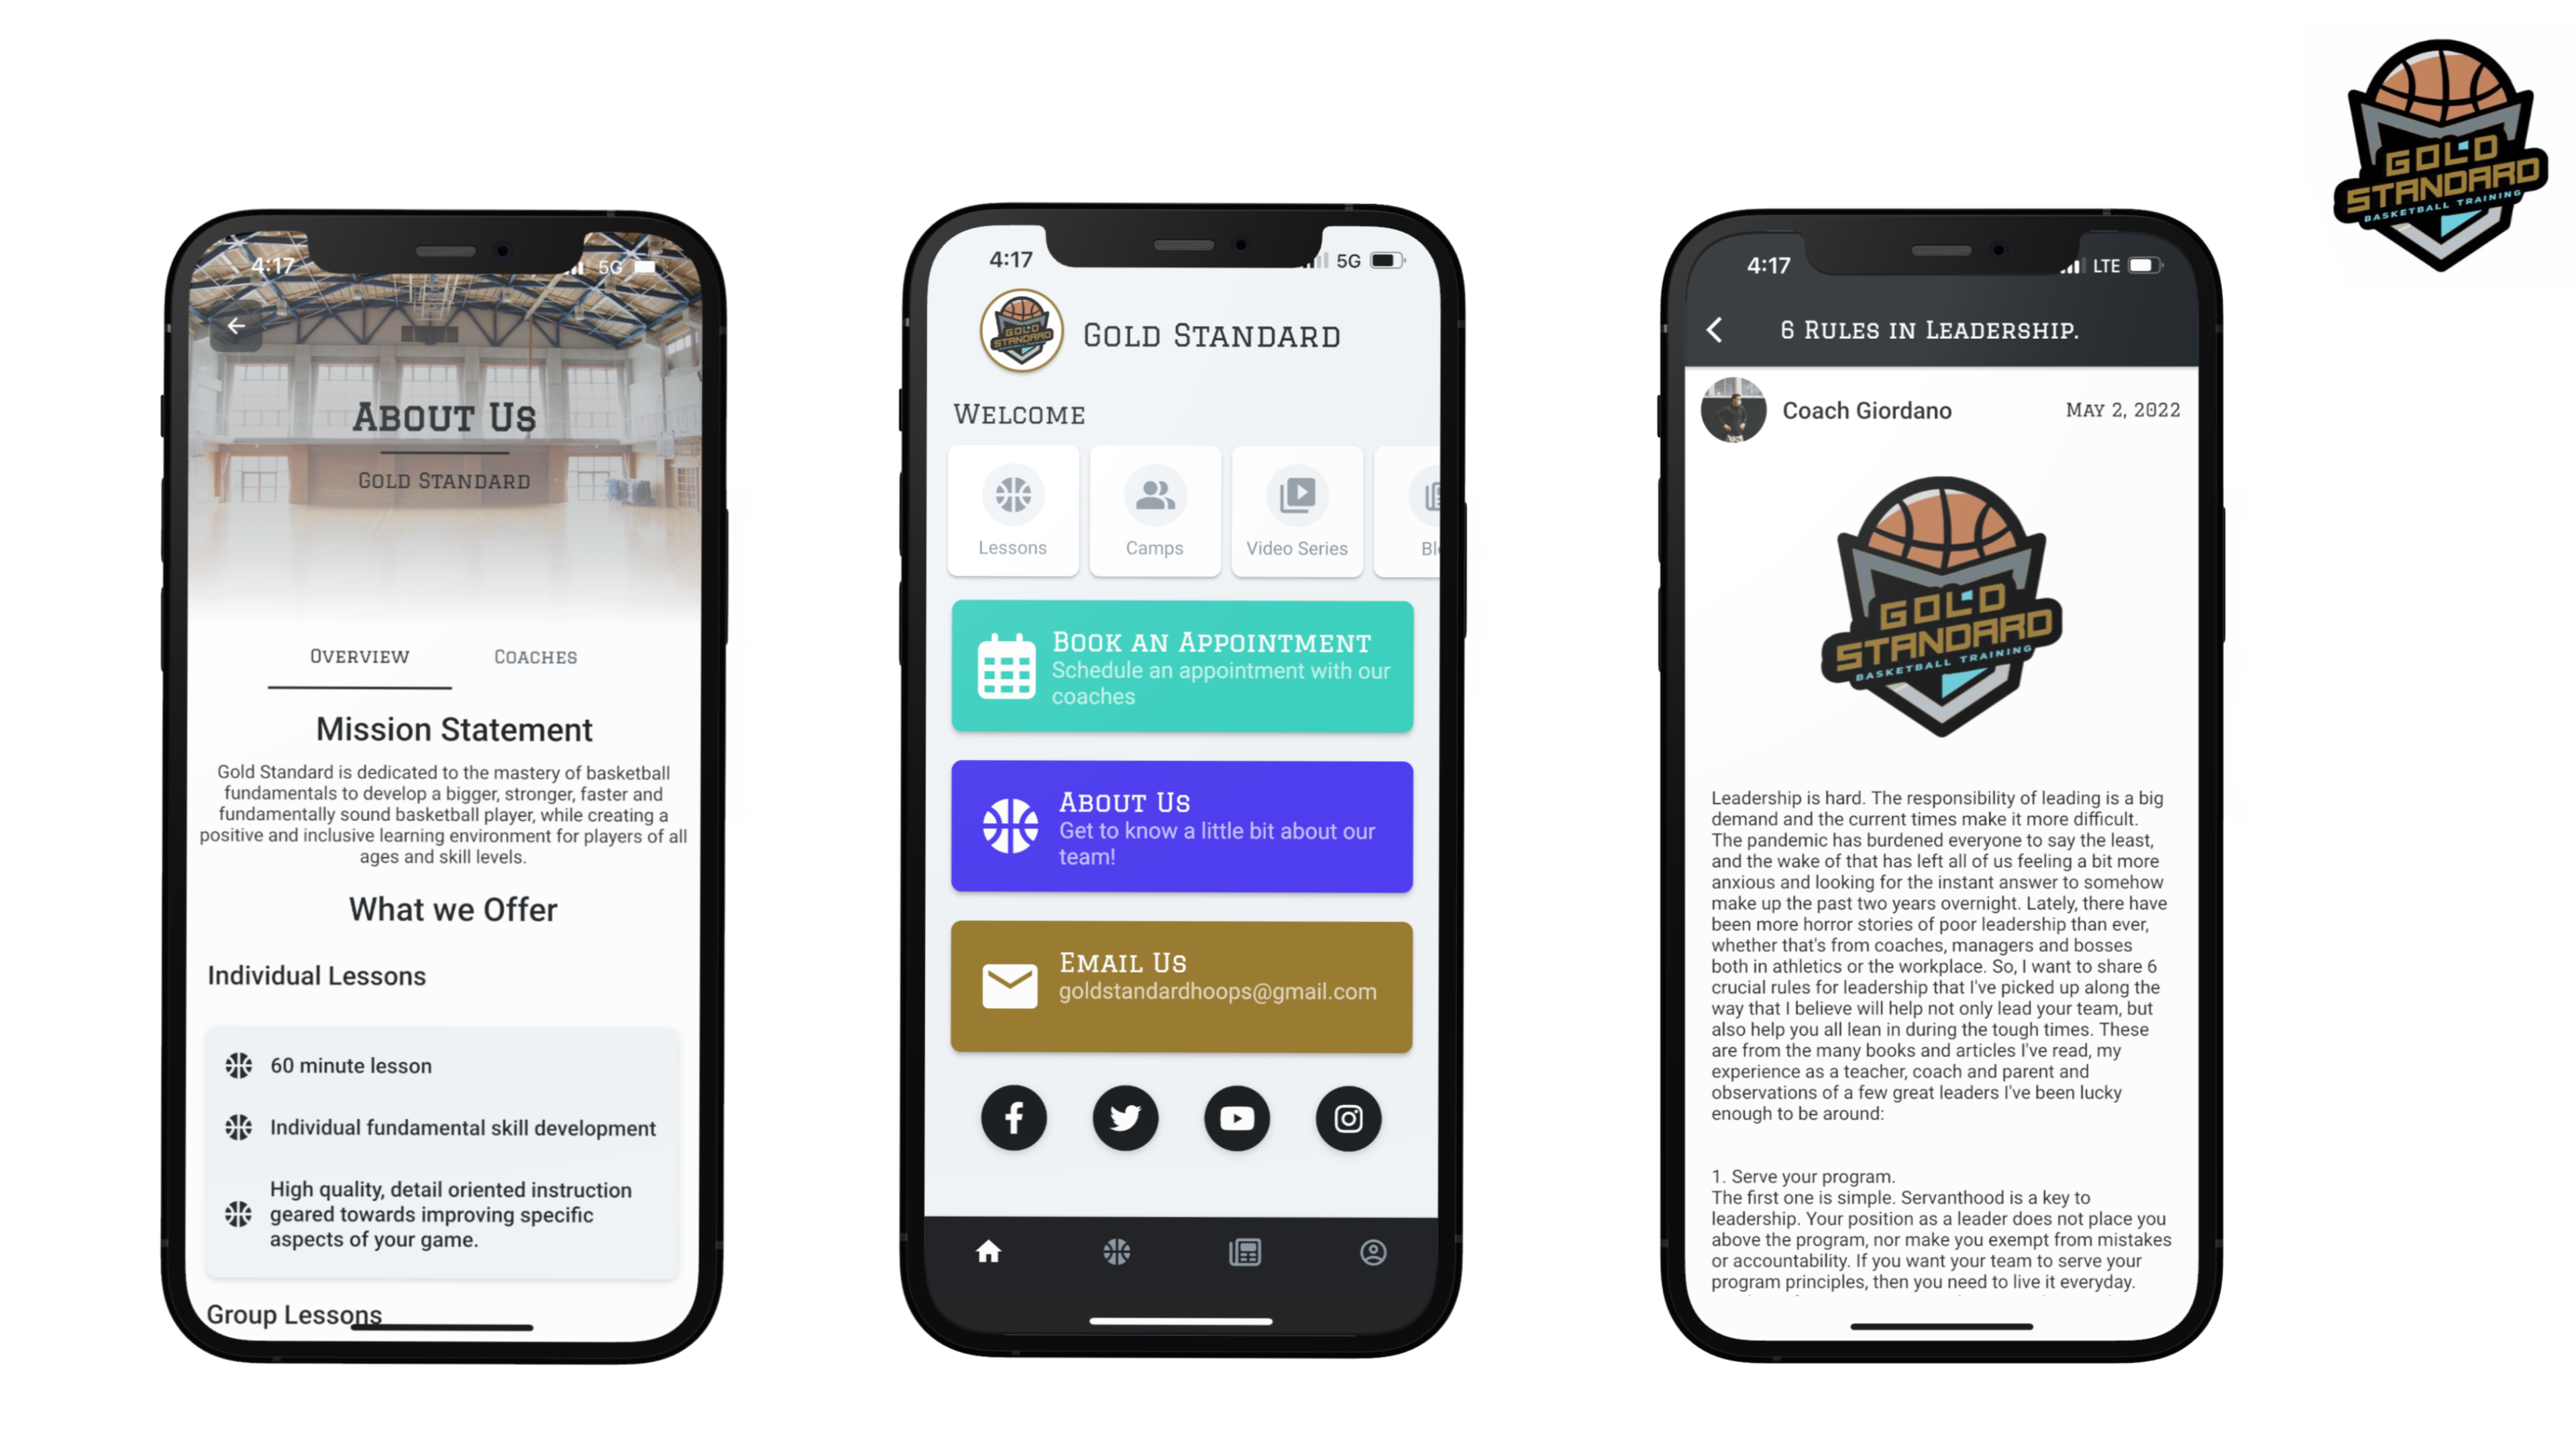 GOLD
STANDARD
BASKETBALL TRAINING
4:17
5G
About Us
Gold Standard
Overview
Coaches
Mission Statement
Gold Standard is dedicated to the mastery of basketball
fundamentals to develop a bigger, stronger, faster and
fundamentally sound basketball player, while creating a
positive and inclusive learning environment for players of all
ages and skill levels.
What we Offer
Individual Lessons
60 minute lesson
Individual fundamental skill development
High quality, detail oriented instruction
geared towards improving specific
aspects of your game.
Group Lessons
4:17
5G
GOLD
STANDARD
Gold Standard
Welcome
Lessons
Camps
Video Series
Bl
Book an Appointment
Schedule an appointment with our
coaches
About Us
Get to know a little bit about our
team!
Email Us
goldstandardhoops@gmail.com
4:17
LTE
6 Rules in Leadership.
Coach Giordano
May 2, 2022
GOLD
STANDARD
BASKETBALL TRAINING
Leadership is hard. The responsibility of leading is a big
demand and the current times make it more difficult.
The pandemic has burdened everyone to say the least,
and the wake of that has left all of us feeling a bit more
anxious and looking for the instant answer to somehow
make up the past two years overnight. Lately, there have
been more horror stories of poor leadership than ever,
whether that's from coaches, managers and bosses
both in athletics or the workplace. So, I want to share 6
crucial rules for leadership that I've picked up along the
way that I believe will help not only lead your team, but
also help you all lean in during the tough times. These
are from the many books and articles I've read, my
experience as a teacher, coach and parent and
observations of a few great leaders I've been lucky
enough to be around:
1. Serve your program.
The first one is simple. Servanthood is a key to
leadership. Your position as a leader does not place you
above the program, nor make you exempt from mistakes
or accountability. If you want your team to serve your
program principles, then you need to live it everyday.